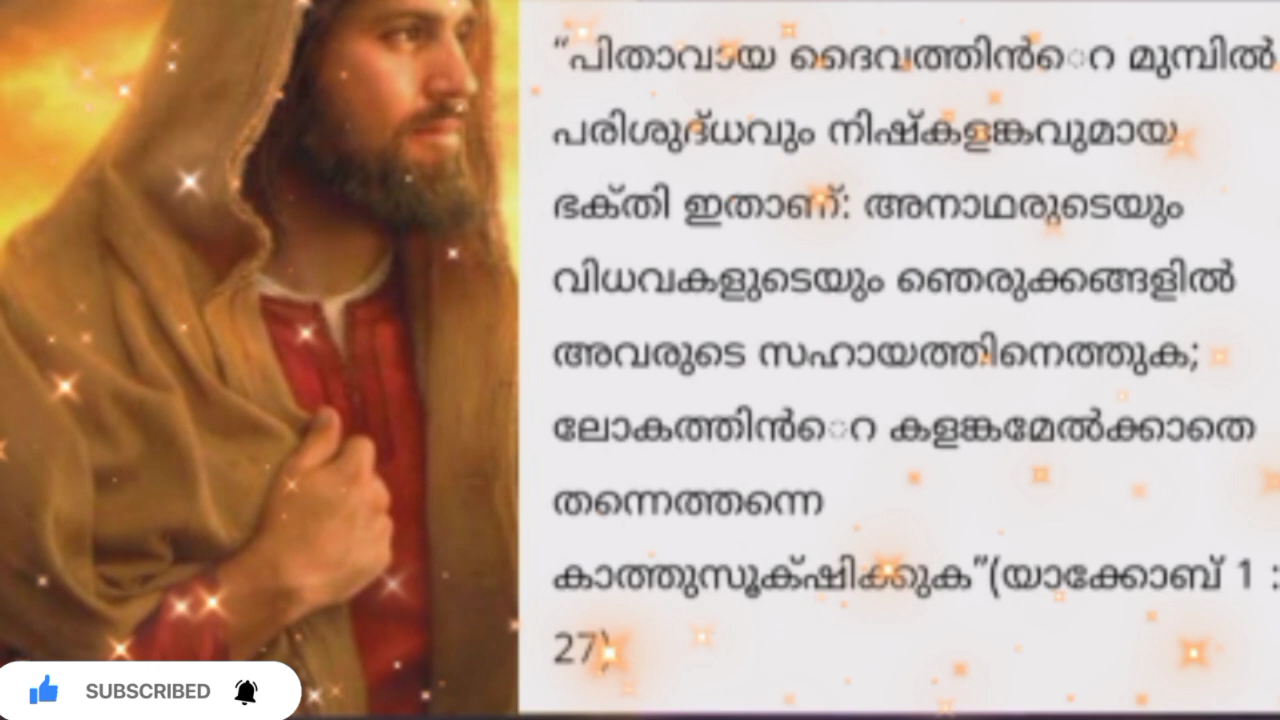 “പിതാവായ ദൈവത്തിന്‍െറ മുമ്പില്‍
പരിശുദ്ധവും നിഷ്കളങ്കവുമായ
ഭക്തി ഇതാണ്: അനാഥരുടെയും
വിധവകളുടെയും ഞെരുക്കങ്ങളില്‍
അവരുടെ സഹായത്തിനെത്തുക;
ലോകത്തിന്‍െറ കളങ്കമേല്‍ക്കാതെ
തന്നെത്തന്നെ
കാത്തുസൂക്ഷിക്കുക”(യാക്കോബ് 1 :
27)
SUBSCRIBED